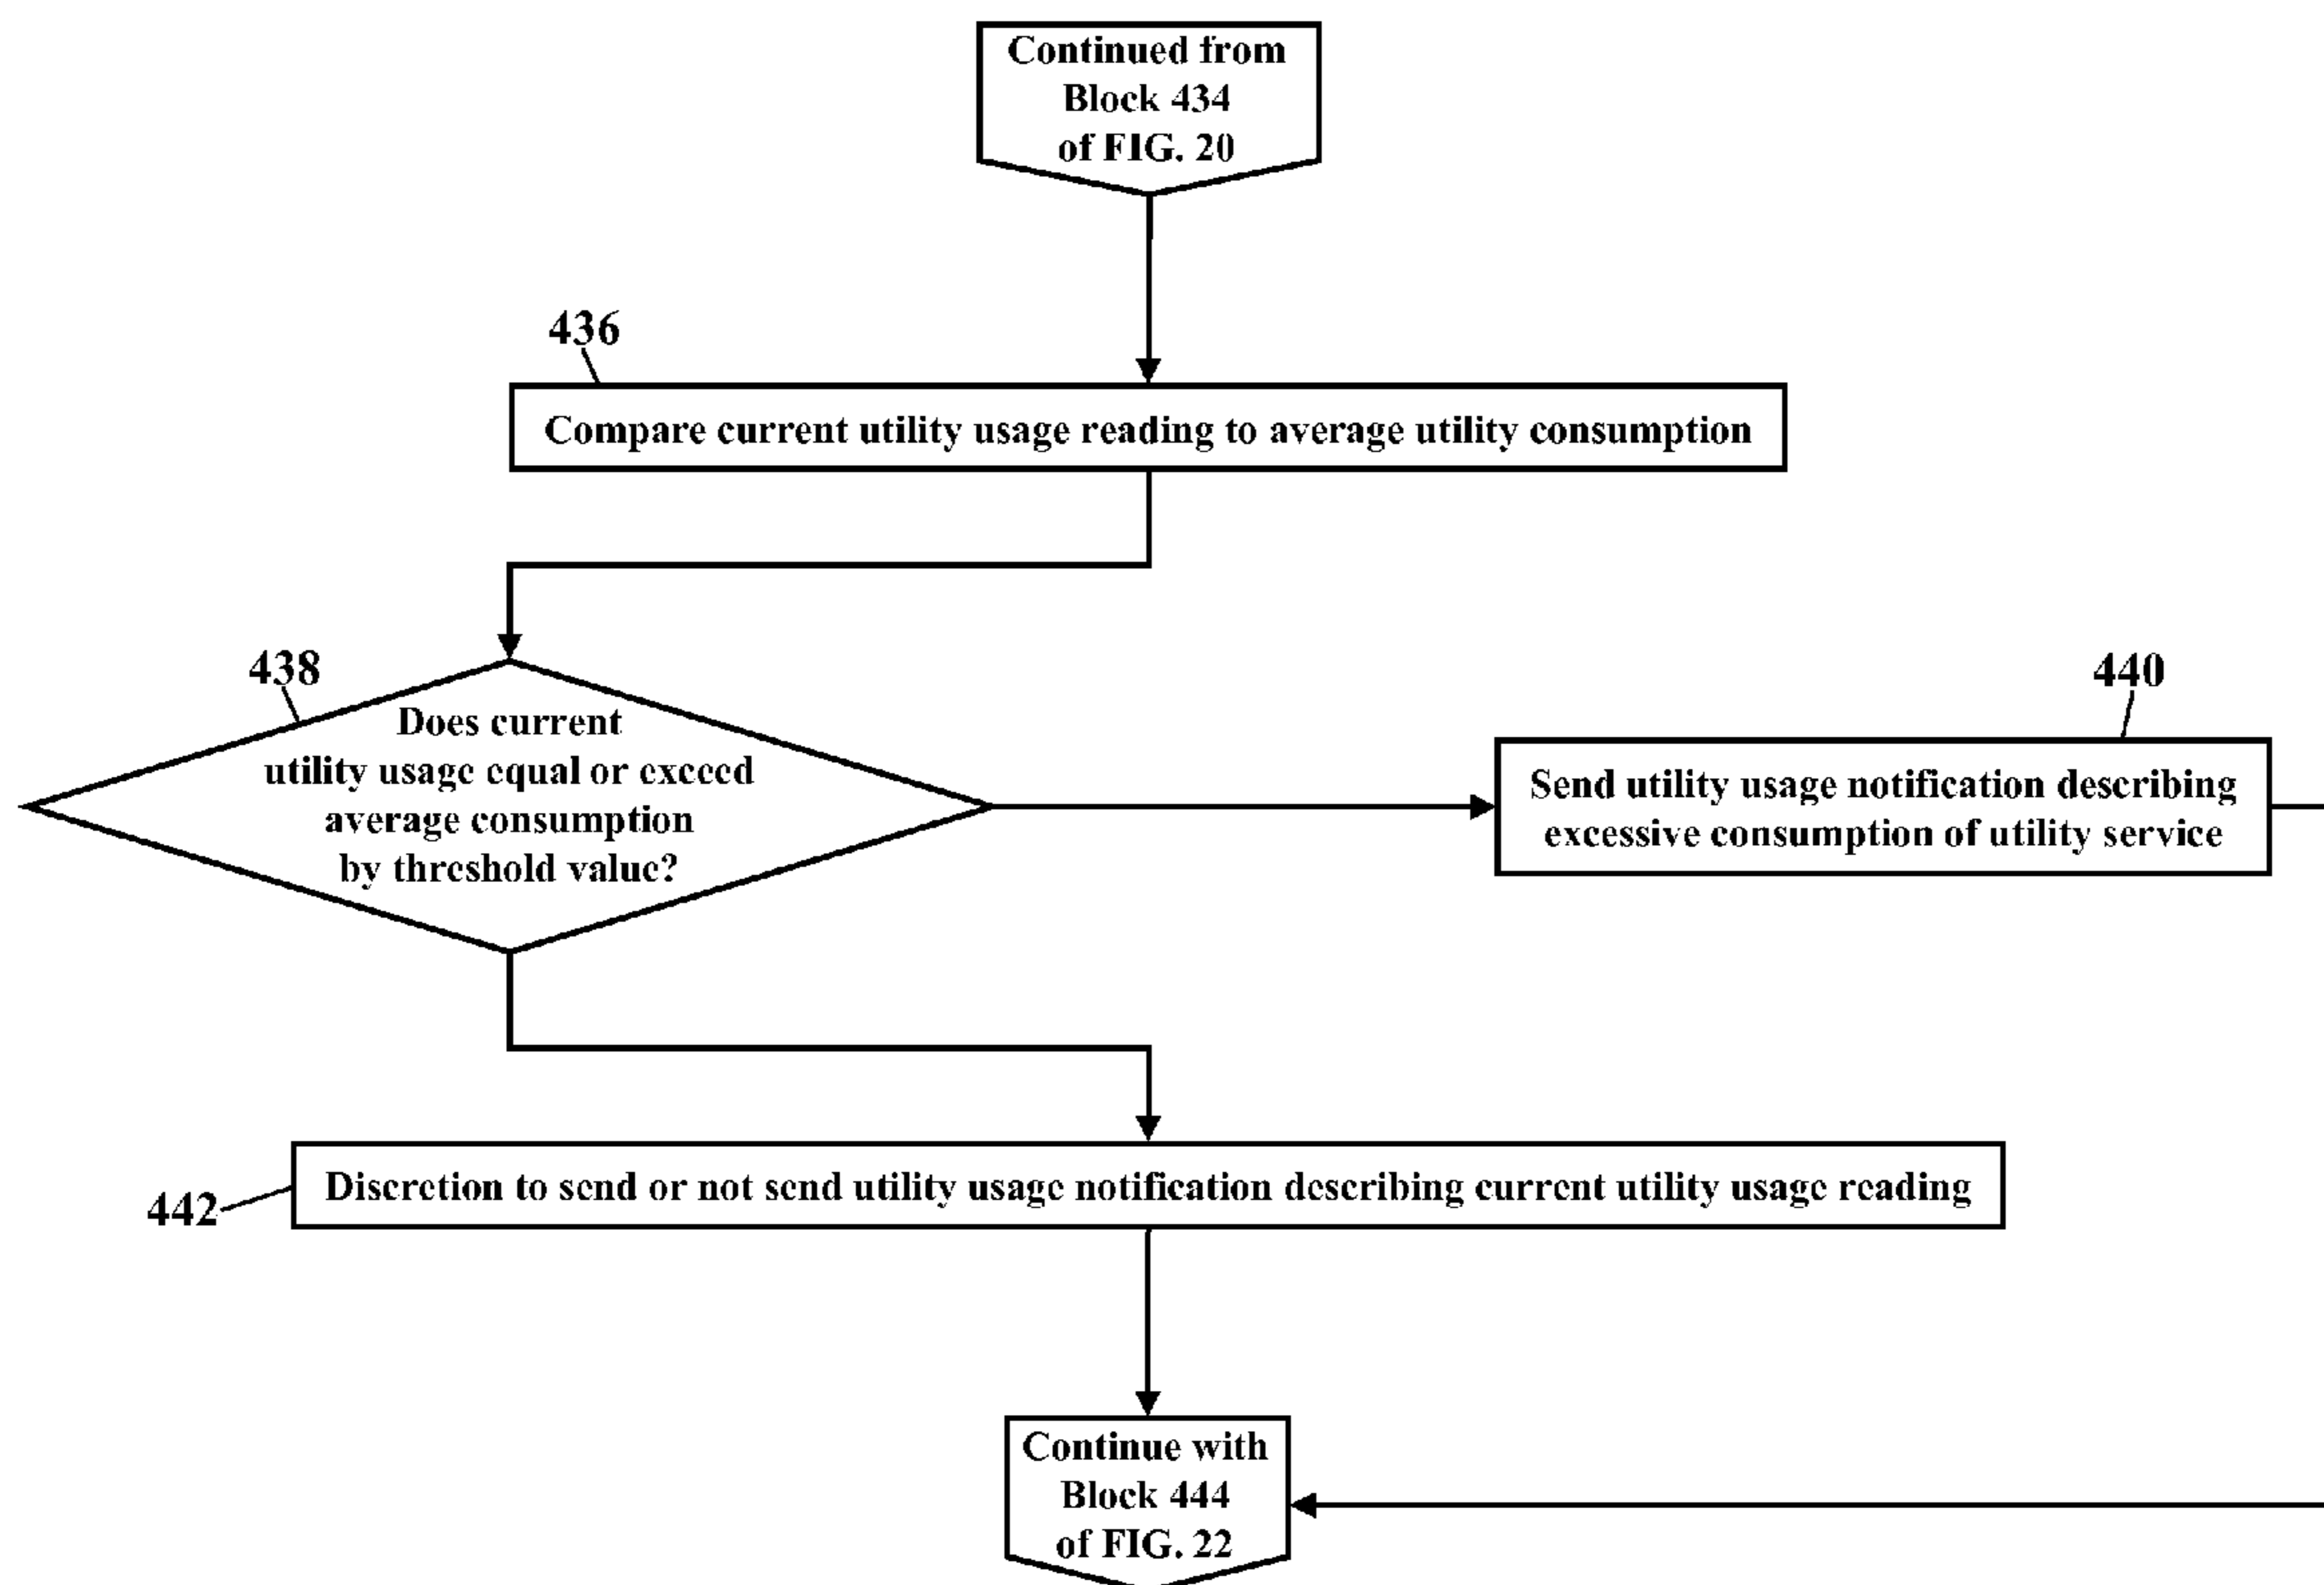 Continued from
Block 434
of FIG. 20
436
Compare current utility usage reading to average utility consumption
438
Does current
utility usage equal or exceed
average consumption
by threshold value?
440
Send utility usage notification describing
excessive consumption of utility service
442
Discretion to send or not send utility usage notification describing current utility usage reading
Continue with
Block 444
of FIG. 22